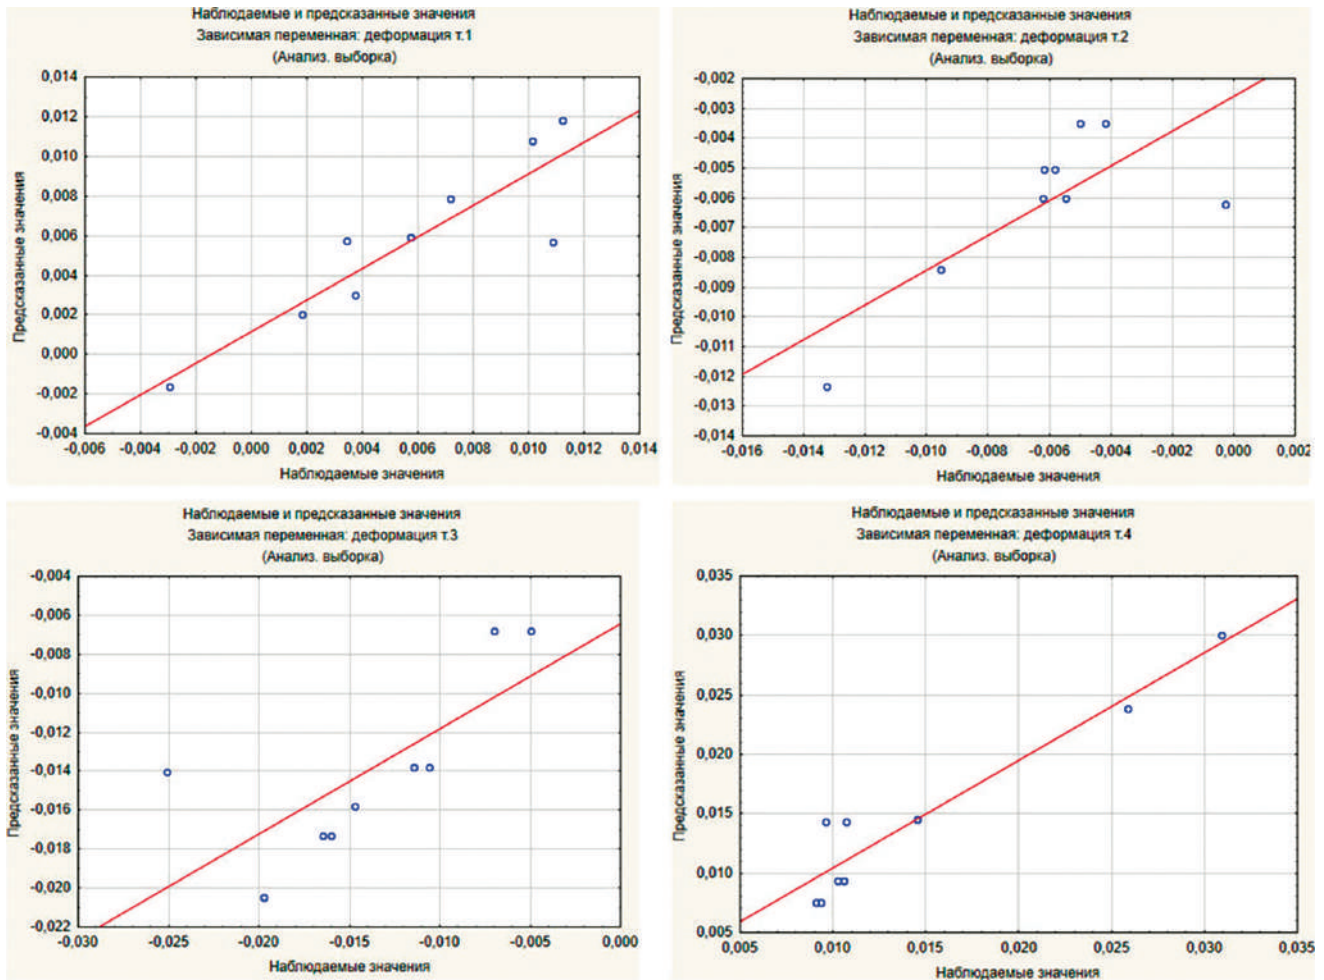 Наблюдаемые и предсказанные значения
Зависимая переменная: деформация т.1
(Анализ. выборка)
0,014
0,012
0,010
0,008
0,006
0,004
0,002
0,000
-0,002
-0,004
Предсказанные значения
-0,006 -0,004 -0,002 0,000 0,002 0,004 0,006 0,008 0,010 0,012 0,014
Наблюдаемые значения
Наблюдаемые и предсказанные значения
Зависимая переменная: деформация т.2
(Анализ. выборка)
-0,002
-0,003
-0,004
-0,005
-0,006
-0,007
-0,008
-0,009
-0,010
-0,011
-0,012
-0,013
-0,014
Предсказанные значения
-0,016 -0,014 -0,012 -0,010 -0,008 -0,006 -0,004 -0,002 0,000 0,002
Наблюдаемые значения
Наблюдаемые и предсказанные значения
Зависимая переменная: деформация т.3
(Анализ. выборка)
-0,004
-0,006
-0,008
-0,010
-0,012
-0,014
-0,016
-0,018
-0,020
-0,022
Предсказанные значения
-0,030 -0,025 -0,020 -0,015 -0,010 -0,005 0,000
Наблюдаемые значения
Наблюдаемые и предсказанные значения
Зависимая переменная: деформация т.4
(Анализ. выборка)
0,035
0,030
0,025
0,020
0,015
0,010
0,005
Предсказанные значения
0,005 0,010 0,015 0,020 0,025 0,030 0,035
Наблюдаемые значения